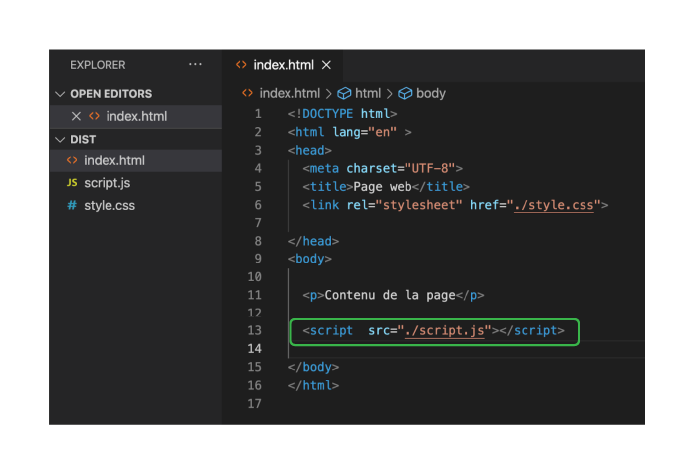 EXPLORER ...
OPEN EDITORS
index.html
DIST
index.html
JS script.js
# style.css
<> index.html ×
<> index.html > html > body
1 <!DOCTYPE html>
2 <html lang="en" >
3 <head>
4 <meta charset="UTF-8">
5 <title>Page web</title>
6 <link rel="stylesheet" href="./style.css">
7
8 </head>
9 <body>
10
11 <p>Contenu de la page</p>
12
13 <script  src="./script.js"></script>
14
15 </body>
16 </html>
17